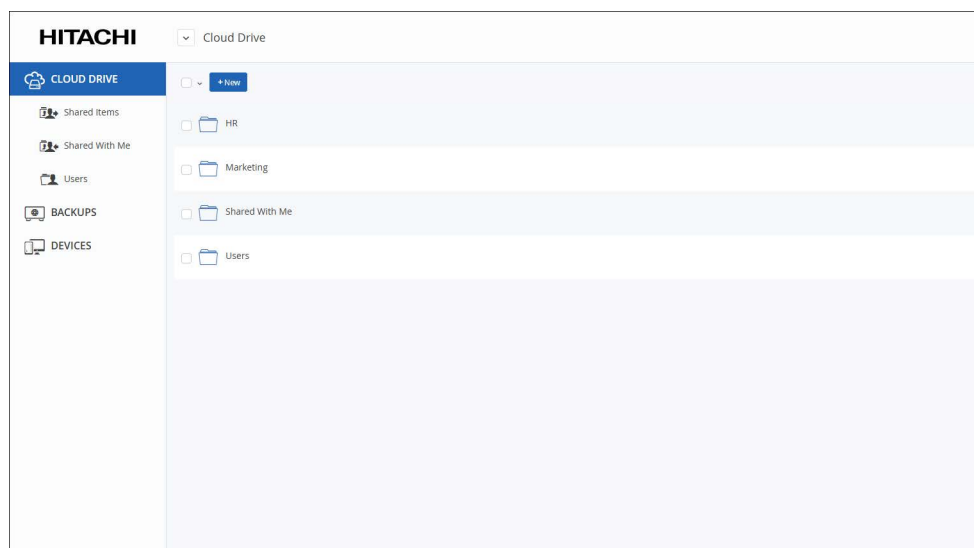 HITACHI
Cloud Drive
CLOUD DRIVE
Shared Items
Shared With Me
Users
BACKUPS
DEVICES
+ New
HR
Marketing
Shared With Me
Users